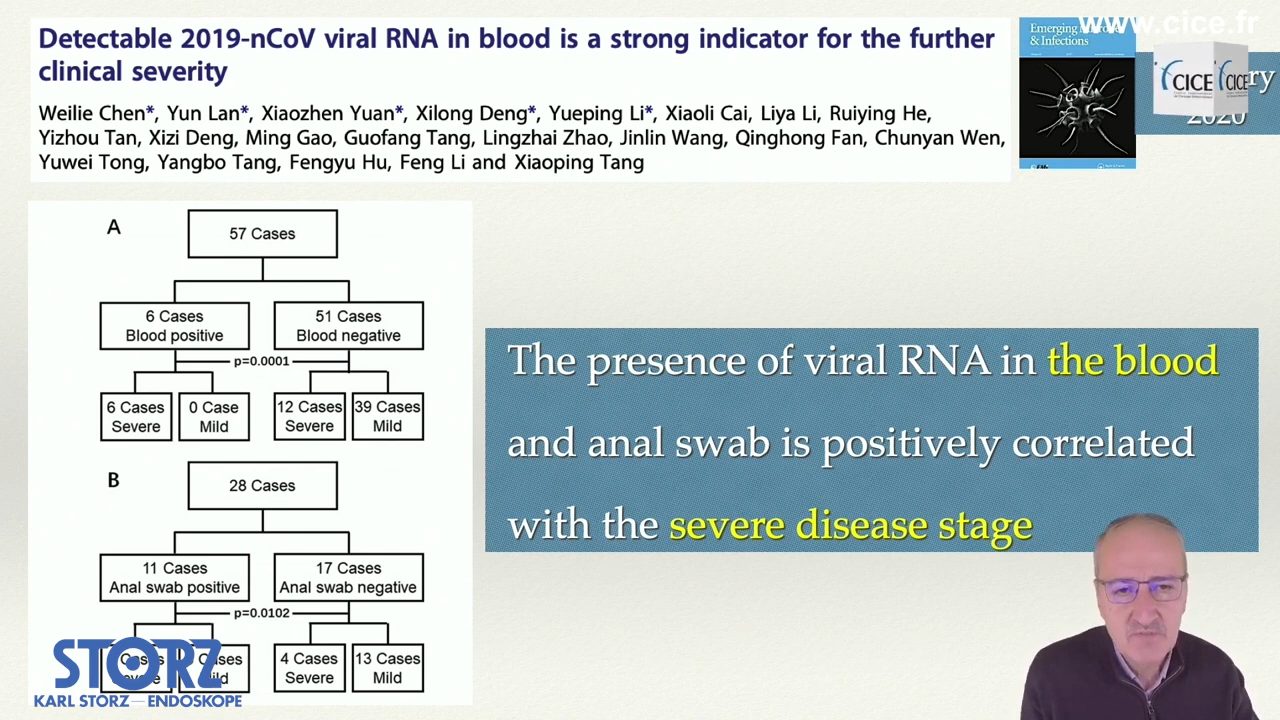 www.cice.fr
Detectable 2019-nCoV viral RNA in blood is a strong indicator for the further
clinical severity
Weilie Chen*, Yun Lan*, Xiaozhen Yuan*, Xilong Deng*, Yueping Li*, Xiaoli Cai, Liya Li, Ruiying He,
Yizhou Tan, Xizi Deng, Ming Gao, Guofang Tang, Lingzhai Zhao, Jinlin Wang, Qinghong Fan, Chunyan Wen,
Yuwei Tong, Yangbo Tang, Fengyu Hu, Feng Li and Xiaoping Tang
Emerging
& Infections
CICE
CICE
2020
A
57 Cases
6 Cases
Blood positive
51 Cases
Blood negative
p=0.0001
6 Cases
Severe
0 Case
Mild
12 Cases
Severe
39 Cases
Mild
The presence of viral RNA in the blood
and anal swab is positively correlated
with the severe disease stage
B
28 Cases
11 Cases
Anal swab positive
17 Cases
Anal swab negative
p=0.0102
4 Cases
Severe
13 Cases
Mild
STORZ
KARL STORZ—ENDOSKOPE